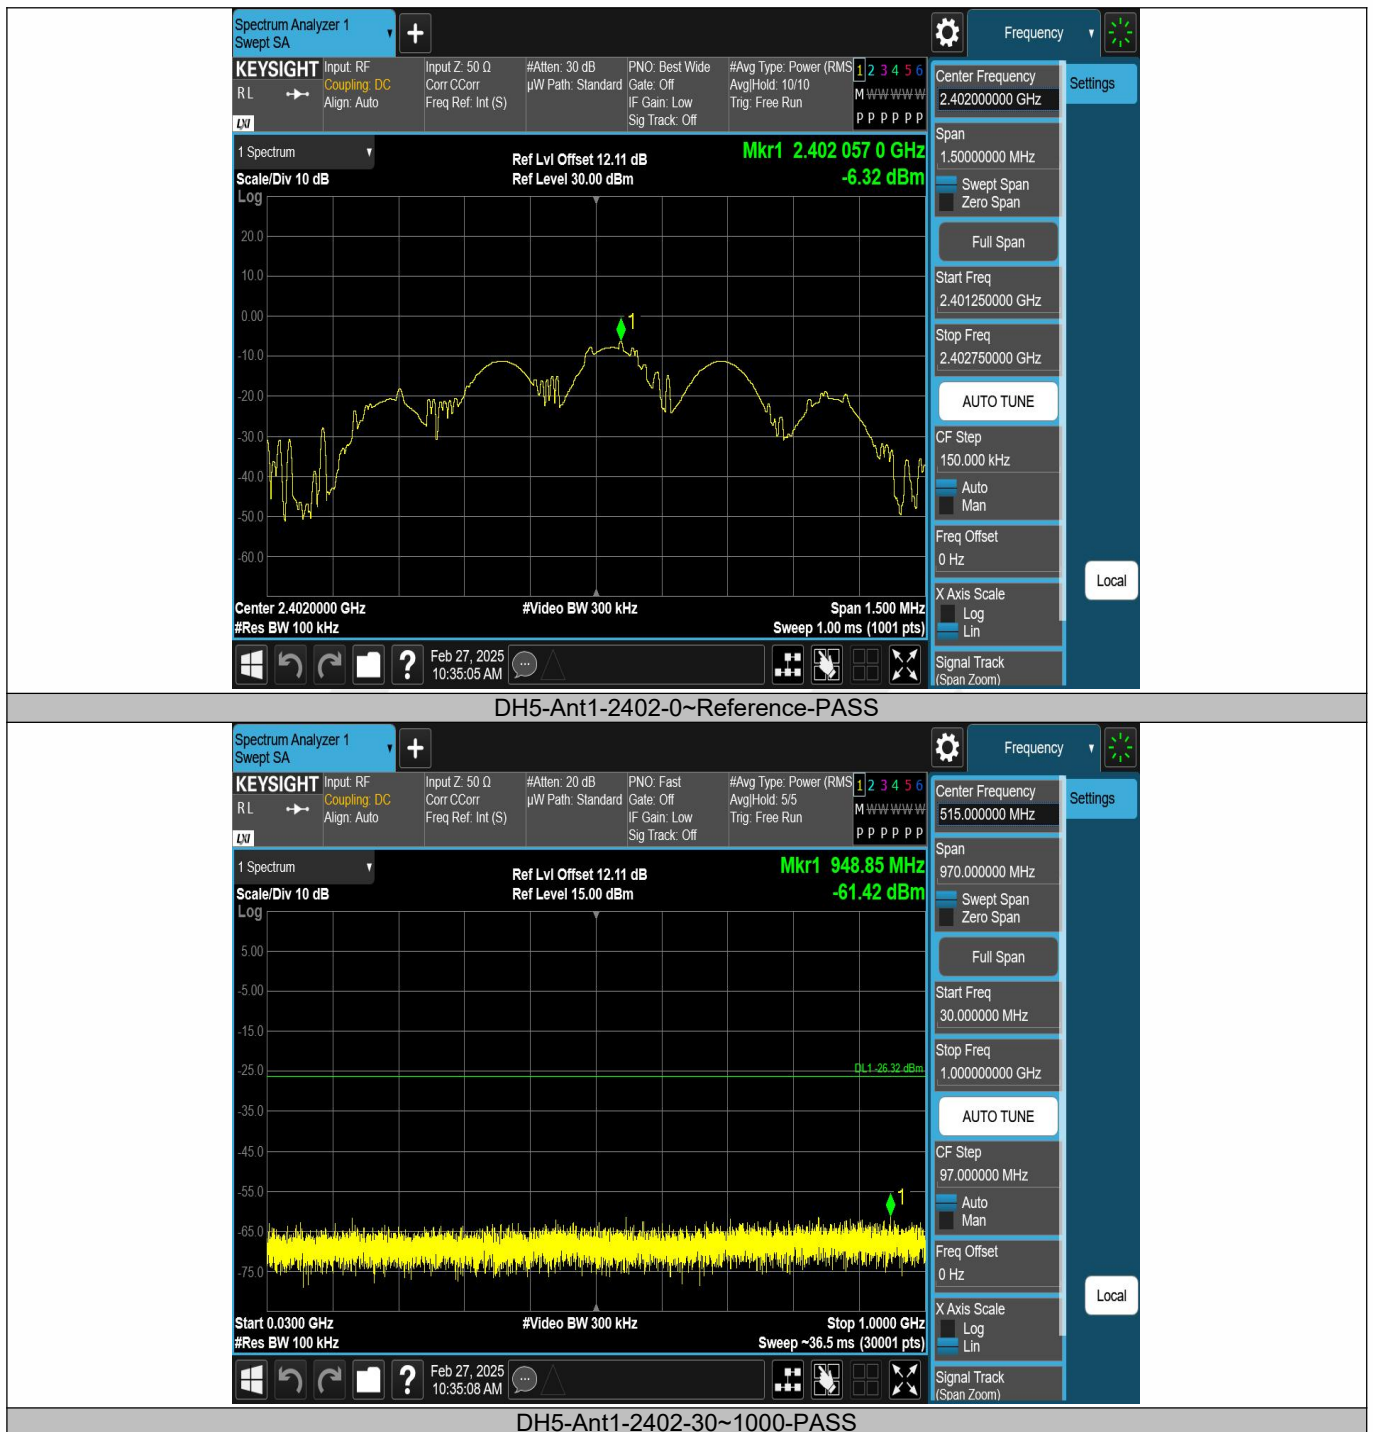 Spectrum Analyzer 1
Swept SA
+
Frequency
KEYSIGHT
R L
LXI
Input: RF
Coupling: DC
Align: Auto
Input Z: 50 Ω
Corr CCorr
Freq Ref: Int (S)
#Atten: 30 dB
µW Path: Standard
PNO: Best Wide
Gate: Off
IF Gain: Low
Sig Track: Off
#Avg Type: Power (RMS
Avg|Hold: 10/10
Trig: Free Run
1 2 3 4 5 6
M W W W W W
P P P P P P
1 Spectrum
Scale/Div 10 dB
Log
Ref Lvl Offset 12.11 dB
Ref Level 30.00 dBm
Mkr1 2.402 057 0 GHz
-6.32 dBm
20.0
10.0
0.00
-10.0
-20.0
-30.0
-40.0
-50.0
-60.0
1
Center 2.4020000 GHz
#Res BW 100 kHz
#Video BW 300 kHz
Span 1.500 MHz
Sweep 1.00 ms (1001 pts)
?
Feb 27, 2025
10:35:05 AM
Center Frequency
2.402000000 GHz
Settings
Span
1.50000000 MHz
Swept Span
Zero Span
Full Span
Start Freq
2.401250000 GHz
Stop Freq
2.402750000 GHz
AUTO TUNE
CF Step
150.000 kHz
Auto
Man
Freq Offset
0 Hz
Local
X Axis Scale
Log
Lin
Signal Track
(Span Zoom)
DH5-Ant1-2402-0~Reference-PASS
Spectrum Analyzer 1
Swept SA
+
Frequency
KEYSIGHT
R L
LXI
Input: RF
Coupling: DC
Align: Auto
Input Z: 50 Ω
Corr CCorr
Freq Ref: Int (S)
#Atten: 20 dB
µW Path: Standard
PNO: Fast
Gate: Off
IF Gain: Low
Sig Track: Off
#Avg Type: Power (RMS
Avg|Hold: 5/5
Trig: Free Run
1 2 3 4 5 6
M W W W W W
P P P P P P
1 Spectrum
Scale/Div 10 dB
Log
Ref Lvl Offset 12.11 dB
Ref Level 15.00 dBm
Mkr1 948.85 MHz
-61.42 dBm
5.00
-5.00
-15.0
-25.0
DL1 -26.32 dBm
-35.0
-45.0
-55.0
-65.0
-75.0
1
Start 0.0300 GHz
#Res BW 100 kHz
#Video BW 300 kHz
Stop 1.0000 GHz
Sweep ~36.5 ms (30001 pts)
?
Feb 27, 2025
10:35:08 AM
Center Frequency
515.000000 MHz
Settings
Span
970.000000 MHz
Swept Span
Zero Span
Full Span
Start Freq
30.000000 MHz
Stop Freq
1.000000000 GHz
AUTO TUNE
CF Step
97.000000 MHz
Auto
Man
Freq Offset
0 Hz
Local
X Axis Scale
Log
Lin
Signal Track
(Span Zoom)
DH5-Ant1-2402-30~1000-PASS